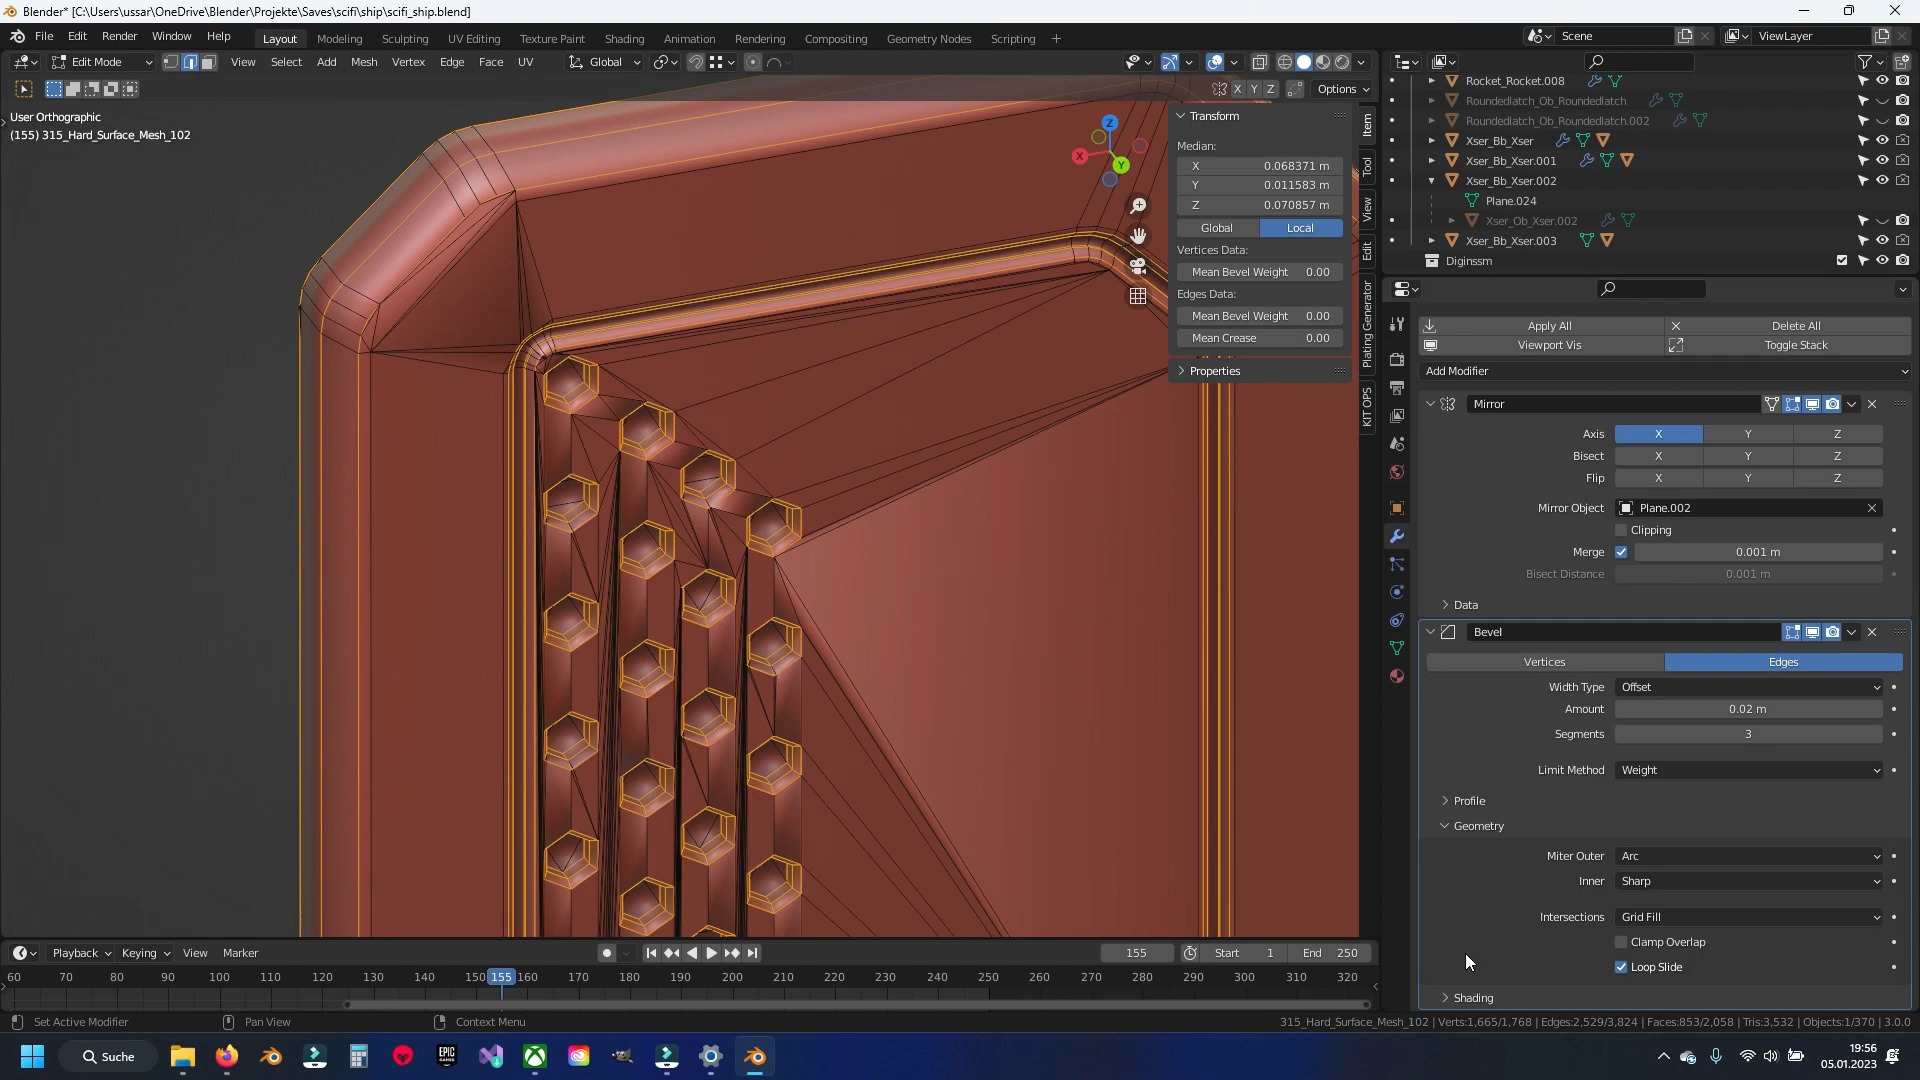 Blender* [C:\Users\ussar\OneDrive\Blender\Projekte\Saves\scifi\ship\scifi_ship.blend]
File Edit Render Window Help Layout Modeling Sculpting UV Editing Texture Paint Shading Animation Rendering Compositing Geometry Nodes Scripting + Scene ViewLayer
Edit Mode View Select Add Mesh Vertex Edge Face UV Global
X Y Z Options
User Orthographic
(155) 315_Hard_Surface_Mesh_102
Z
X
Y
Transform
Median:
X 0.068371 m
Y 0.011583 m
Z 0.070857 m
Global Local
Vertices Data:
Mean Bevel Weight 0.00
Edges Data:
Mean Bevel Weight 0.00
Mean Crease 0.00
Properties
Item
Tool
View
Edit
Plating Generator
KIT OPS
Rocket_Rocket.008
Roundedlatch_Ob_Roundedlatch
Roundedlatch_Ob_Roundedlatch.002
Xser_Bb_Xser
Xser_Bb_Xser.001
Xser_Bb_Xser.002
Plane.024
Xser_Ob_Xser.002
Xser_Bb_Xser.003
Diginssm
Apply All Delete All
Viewport Vis Toggle Stack
Add Modifier
Mirror
Axis X Y Z
Bisect X Y Z
Flip X Y Z
Mirror Object Plane.002
Clipping
Merge 0.001 m
Bisect Distance 0.001 m
Data
Bevel
Vertices Edges
Width Type Offset
Amount 0.02 m
Segments 3
Limit Method Weight
Profile
Geometry
Miter Outer Arc
Inner Sharp
Intersections Grid Fill
Clamp Overlap
Loop Slide
Shading
Playback Keying View Marker 155 Start 1 End 250
60 70 80 90 100 110 120 130 140 150 155 160 170 180 190 200 210 220 230 240 250 260 270 280 290 300 310 320
Set Active Modifier Pan View Context Menu 315_Hard_Surface_Mesh_102 | Verts:1,665/1,768 | Edges:2,529/3,824 | Faces:853/2,058 | Tris:3,532 | Objects:1/370 | 3.0.0
Suche
EPIC GAMES
19:56
05.01.2023